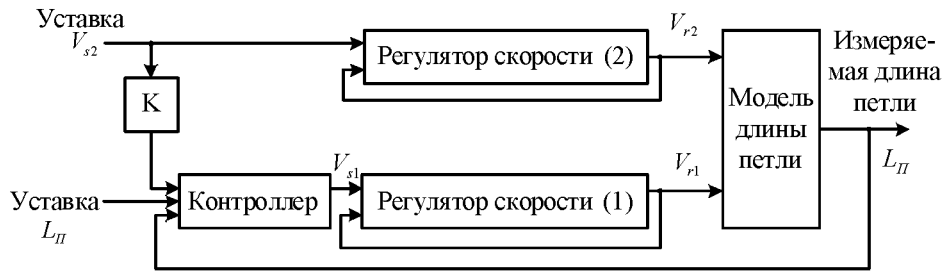 Уставка
V_{s2}
Регулятор скорости (2)
V_{r2}
Измеряе-
мая длина
петли
L_П
K
Модель
длины
петли
Уставка
L_П
Контроллер
V_{s1}
Регулятор скорости (1)
V_{r1}